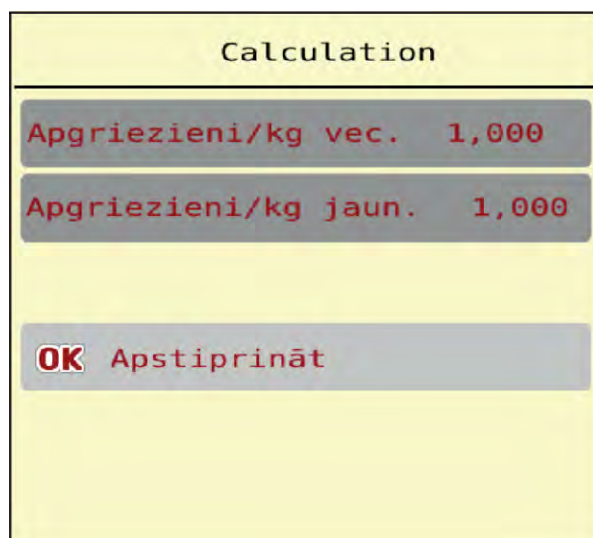 Calculation
Apgriezieni/kg vec. 1,000
Apgriezieni/kg jaun. 1,000
OK Apstiprināt